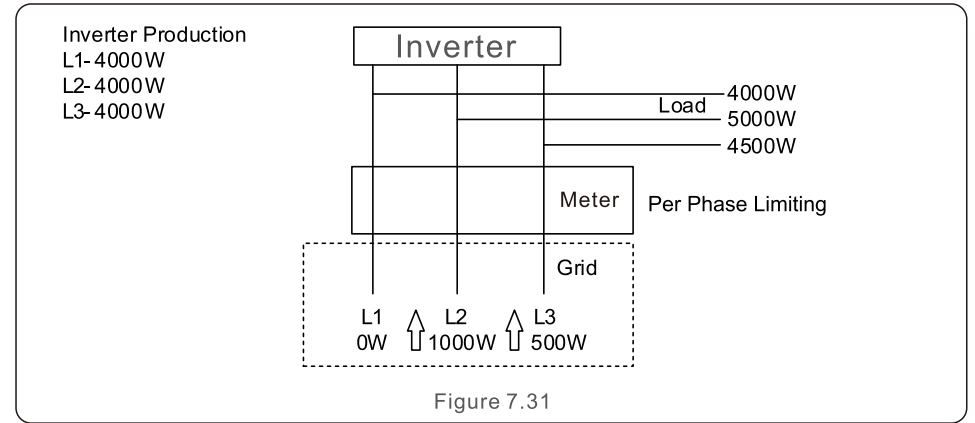 Inverter Production
L1-4000W
L2-4000W
L3-4000W
Inverter
4000W
Load
5000W
4500W
Meter
Per Phase Limiting
Grid
L1 L2 L3
0W 1000W 500W
Figure 7.31